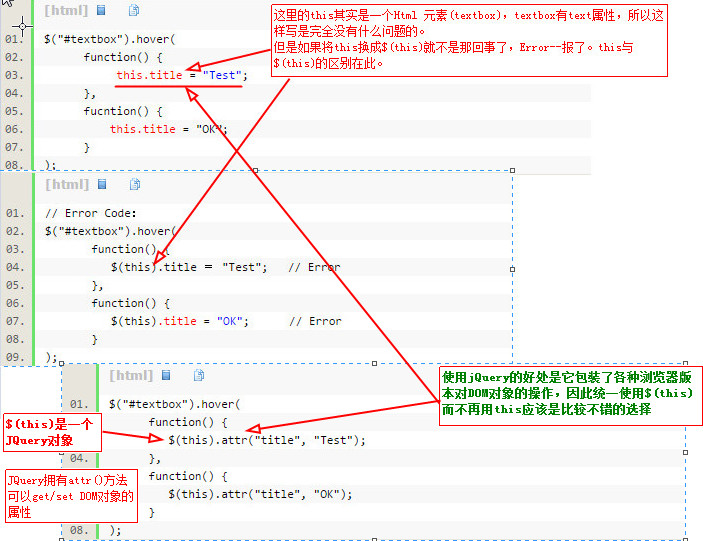 这里的this其实是一个Html 元素(textbox), textbox有text属性，所以这
样写是完全没有什么问题的。
但是如果将this换成$(this)就不是那回事了，Error--报了。this与
$(this)的区别在此。
[html]
01. $("#textbox").hover(
02. function() {
03. this.title = "Test";
04. },
05. fucntion() {
06. this.title = "OK";
07. }
08. );
[html]
01. // Error Code:
02. $("#textbox").hover(
03. function() {
04. $(this).title = "Test"; // Error
05. },
06. function() {
07. $(this).title = "OK"; // Error
08. }
09. );
使用jQuery的好处是它包装了各种浏览器版
本对DOM对象的操作，因此统一使用$(this)
而不再用this应该是比较不错的选择
[html]
01. $("#textbox").hover(
function() {
$(this).attr("title", "Test");
04. },
function() {
$(this).attr("title", "OK");
}
08. );
$(this)是一个
JQuery对象
JQuery拥有attr()方法
可以get/set DOM对象的
属性